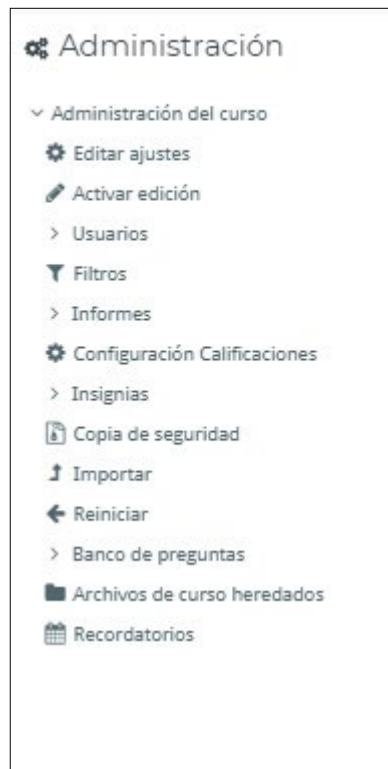 Administración
Administración del curso
Editar ajustes
Activar edición
Usuarios
Filtros
Informes
Configuración Calificaciones
Insignias
Copia de seguridad
Importar
Reiniciar
Banco de preguntas
Archivos de curso heredados
Recordatorios